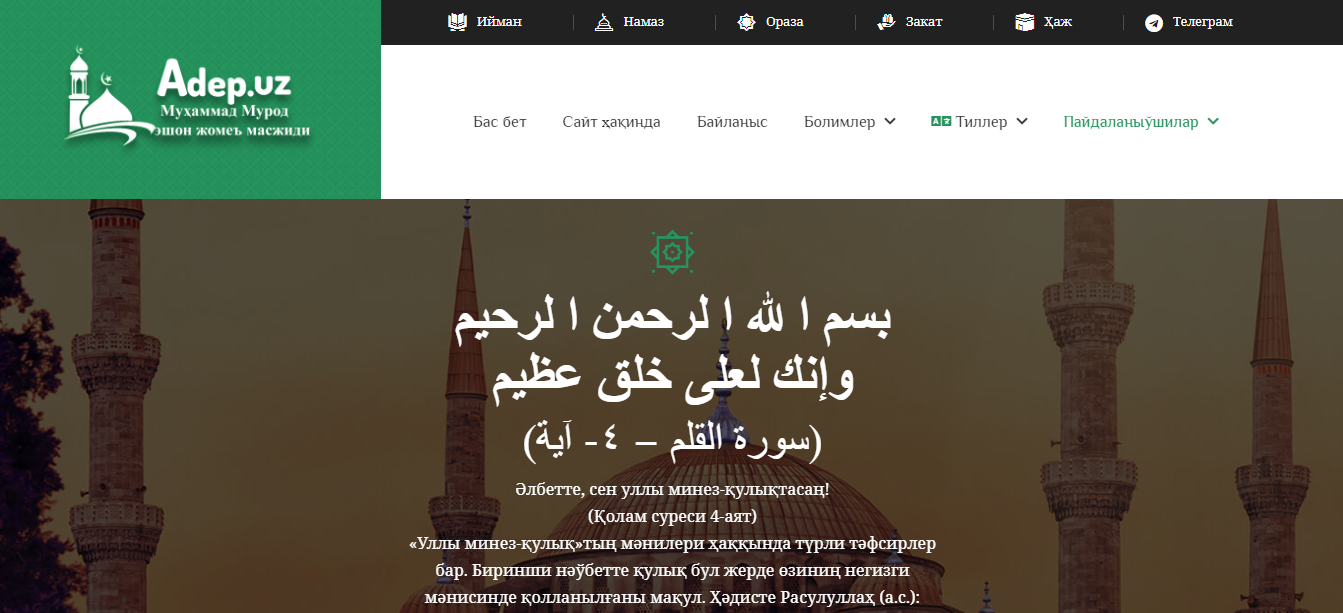 Ийман
Намаз
Ораза
Закат
Ҳаж
Телеграм
Adep.uz
Муҳаммад Мурод
эшон жомеъ масжиди
Бас бет
Сайт ҳақинда
Байланыс
Болимлер
Тиллер
Пайдаланыўшилар
بسم ا لله ا لرحمن ا لرحيم
وإنك لعلى خلق عظيم
(سورة القلم – ٤- آية)
Әлбетте, сен уллы минез-қулықтасаң!
(Қолам суреси 4-аят)
«Уллы минез-қулық»тың мәнилери ҳаққында түрли тәфсирлер
бар. Биринши нәўбетте қулық бул жерде өзиниң негизги
мәнисинде қолланылғаны мақул. Ҳәдисте Расулуллаҳ (а.с.):